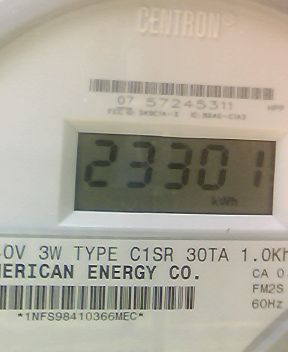 CENTRON®
07 57245311 HPP
23301
kWh
0V 3W TYPE C1SR 30TA 1.0Kh
MERICAN ENERGY CO.
CA 0
FM2S
60Hz
*1NFS98410366MEC*